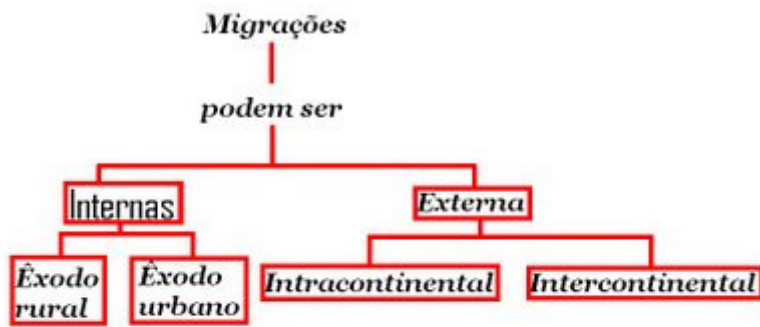 Migrações
podem ser
Internas
Externa
Êxodo
rural
Êxodo
urbano
Intracontinental
Intercontinental